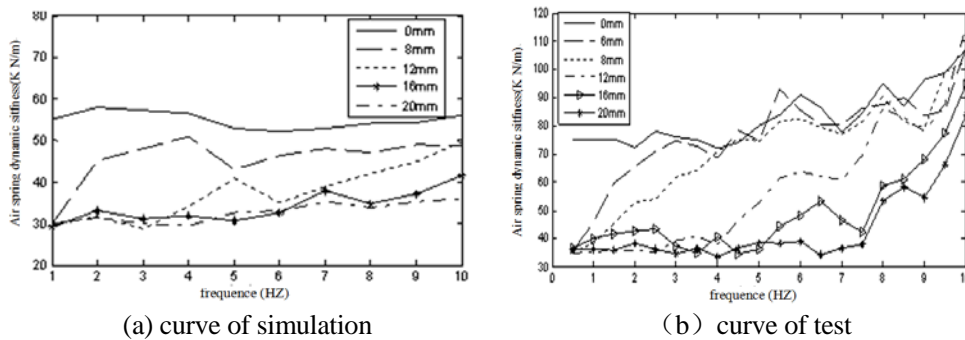 80
70
60
50
40
30
20
Air spring dynamic stifness(K N/m)
0mm
8mm
12mm
16mm
20mm
1 2 3 4 5 6 7 8 9 10
frequence (HZ)
(a) curve of simulation
120
110
100
90
80
70
60
50
40
30
Air spring dynamic sitfness(K N/m)
0mm
6mm
8mm
12mm
16mm
20mm
0 1 2 3 4 5 6 7 8 9 1
frequence (HZ)
(b) curve of test